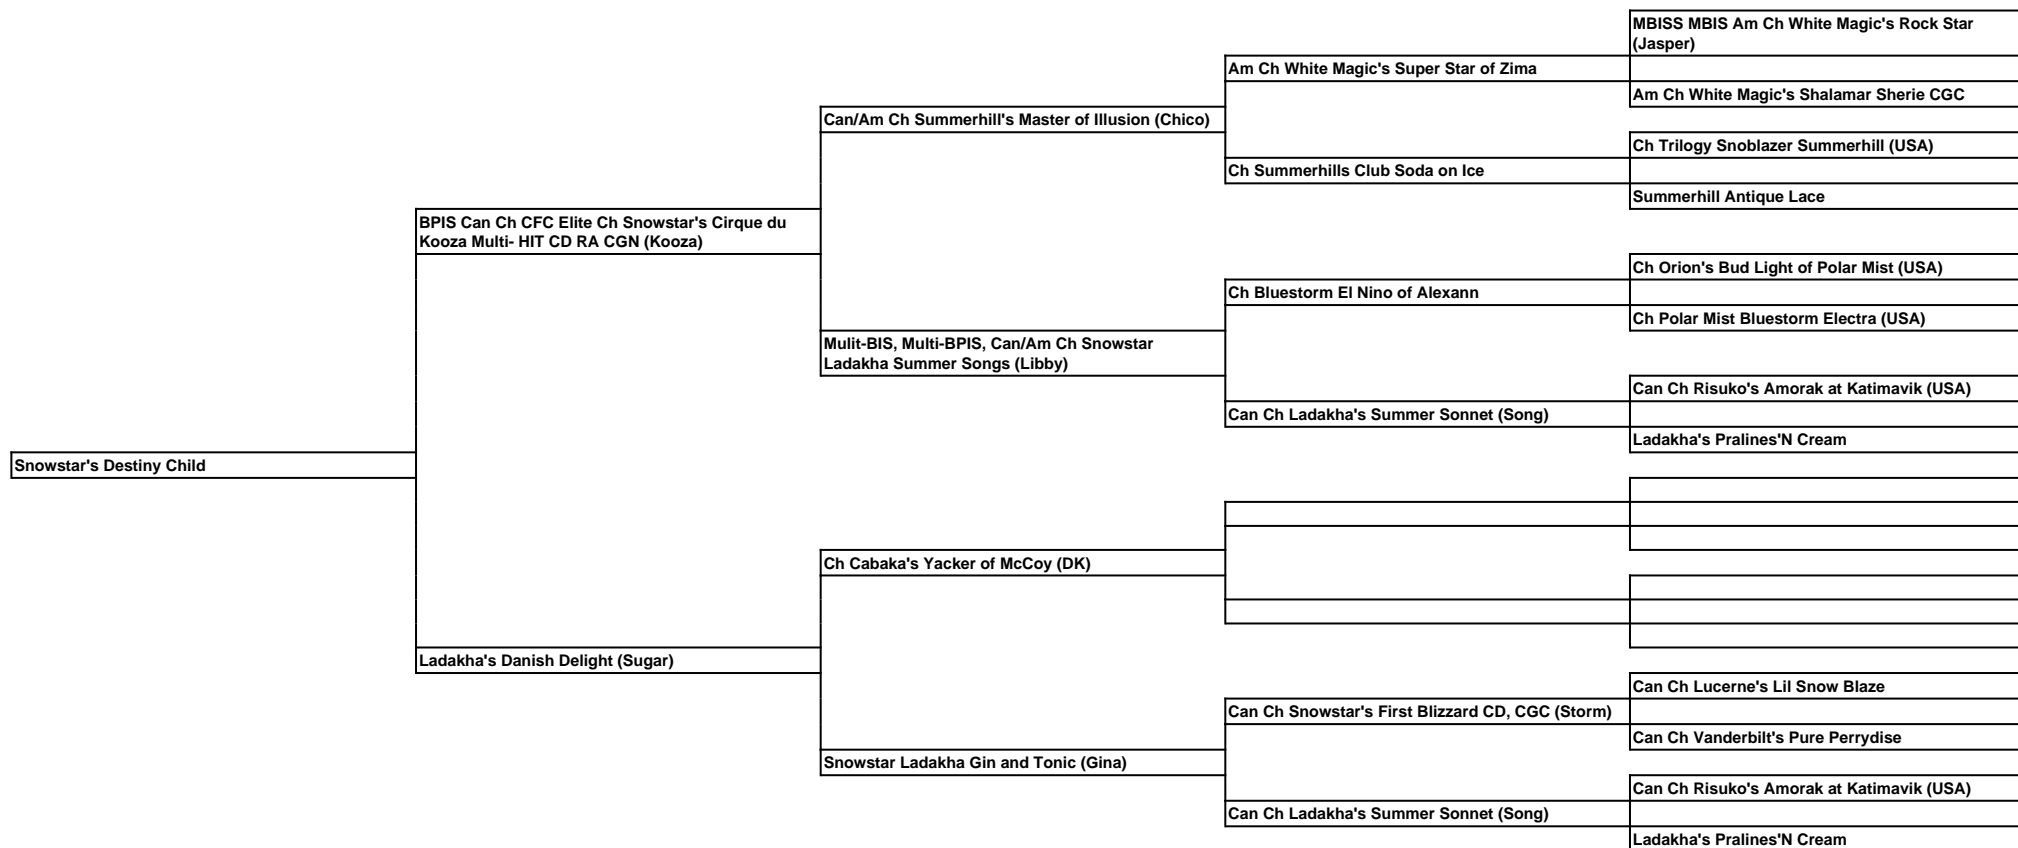 MBISS MBIS Am Ch White Magic's Rock Star
(Jasper)
Am Ch White Magic's Super Star of Zima
Am Ch White Magic's Shalamar Sherie CGC
Can/Am Ch Summerhill's Master of Illusion (Chico)
Ch Trilogy Snoblazer Summerhill (USA)
Ch Summerhills Club Soda on Ice
Summerhill Antique Lace
BPIS Can Ch CFC Elite Ch Snowstar's Cirque du
Kooza Multi- HIT CD RA CGN (Kooza)
Ch Orion's Bud Light of Polar Mist (USA)
Ch Bluestorm El Nino of Alexann
Ch Polar Mist Bluestorm Electra (USA)
Mulit-BIS, Multi-BPIS, Can/Am Ch Snowstar
Ladakha Summer Songs (Libby)
Can Ch Risuko's Amorak at Katimavik (USA)
Can Ch Ladakha's Summer Sonnet (Song)
Ladakha's Pralines'N Cream
Snowstar's Destiny Child
Ch Cabaka's Yacker of McCoy (DK)
Ladakha's Danish Delight (Sugar)
Can Ch Lucerne's Lil Snow Blaze
Can Ch Snowstar's First Blizzard CD, CGC (Storm)
Can Ch Vanderbilt's Pure Perrydise
Snowstar Ladakha Gin and Tonic (Gina)
Can Ch Risuko's Amorak at Katimavik (USA)
Can Ch Ladakha's Summer Sonnet (Song)
Ladakha's Pralines'N Cream